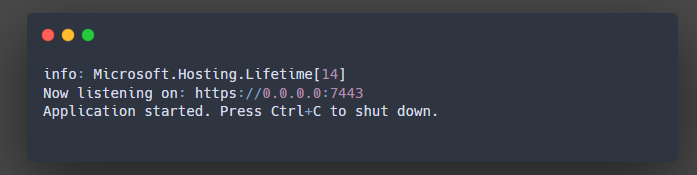 info: Microsoft.Hosting.Lifetime[14]
Now listening on: https://0.0.0.0:7443
Application started. Press Ctrl+C to shut down.